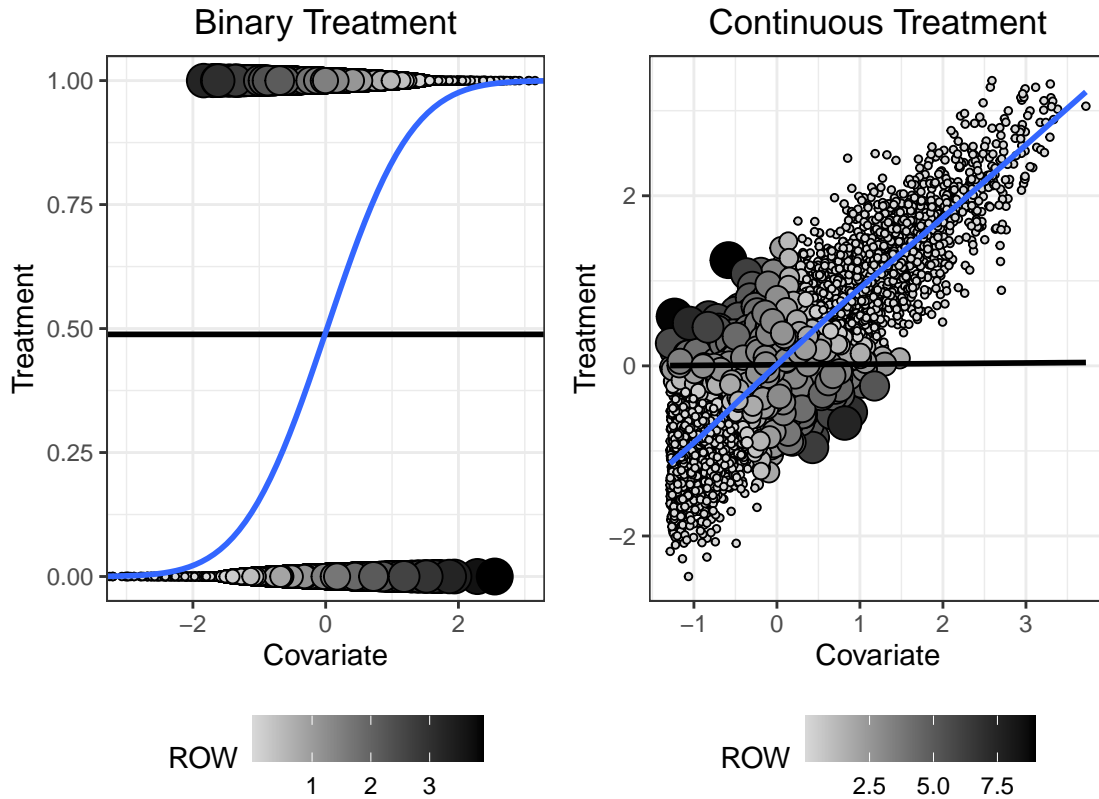 Binary Treatment
Treatment
1.00
0.75
0.50
0.25
0.00
−2
0
2
Covariate
ROW
1
2
3
Continuous Treatment
Treatment
2
0
−2
−1
0
1
2
3
Covariate
ROW
2.5
5.0
7.5